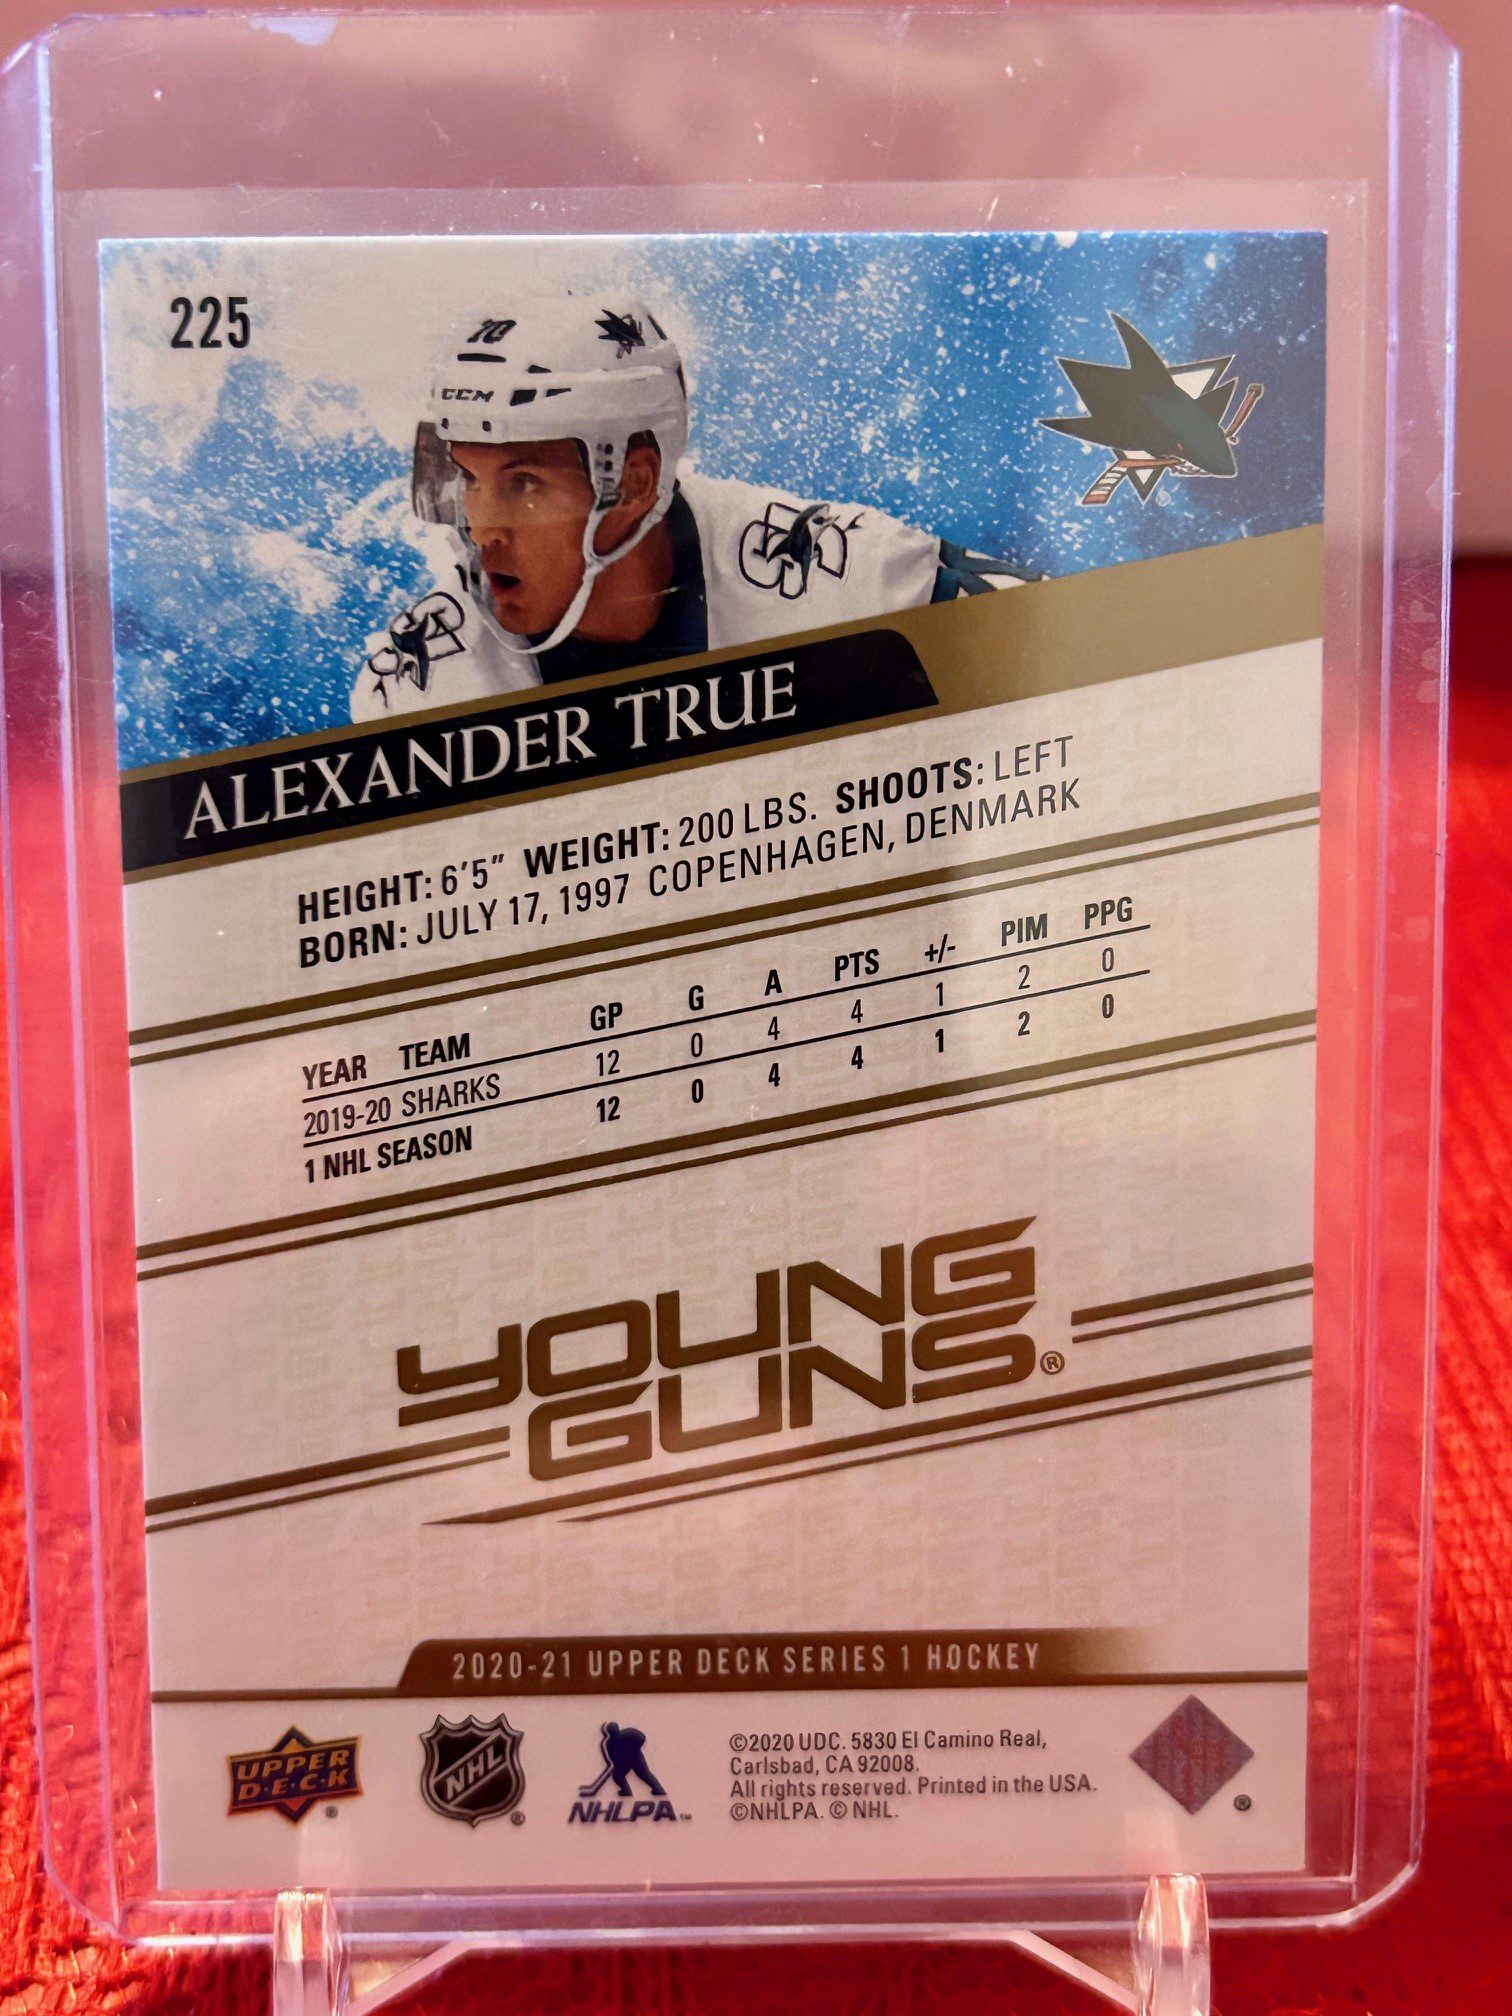 225
70
CCM
ALEXANDER TRUE
HEIGHT: 6'5" WEIGHT: 200 LBS. SHOOTS: LEFT
BORN: JULY 17, 1997 COPENHAGEN, DENMARK
YEAR TEAM GP G A PTS +/- PIM PPG
2019-20 SHARKS 12 0 4 4 1 2 0
1 NHL SEASON 12 0 4 4 1 2 0
YOUNG
GUNS®
2020-21 UPPER DECK SERIES 1 HOCKEY
UPPER
D·E·C·K
®
NHL
®
NHLPA™
©2020 UDC. 5830 El Camino Real,
Carlsbad, CA 92008.
All rights reserved. Printed in the USA.
©NHLPA. © NHL.
®